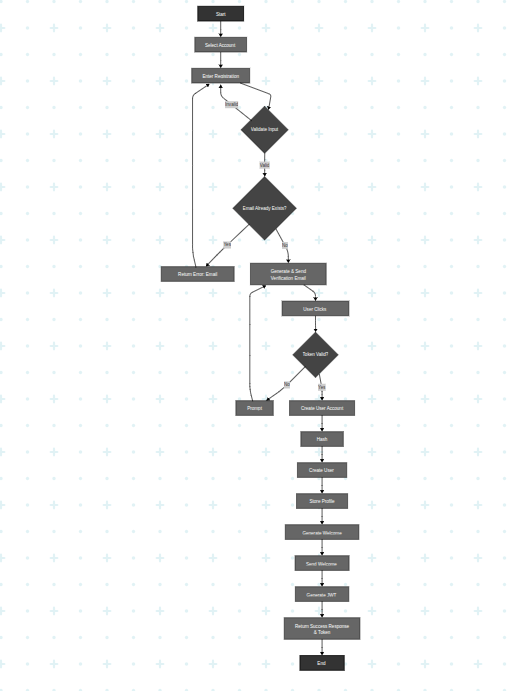 Start
Select Account
Enter Registration
Invalid
Validate Input
Valid
Email Already Exists?
Yes
No
Return Error: Email
Generate & Send
Verification Email
User Clicks
Token Valid?
No
Yes
Prompt
Create User Account
Hash
Create User
Store Profile
Generate Welcome
Send Welcome
Generate JWT
Return Success Response
& Token
End